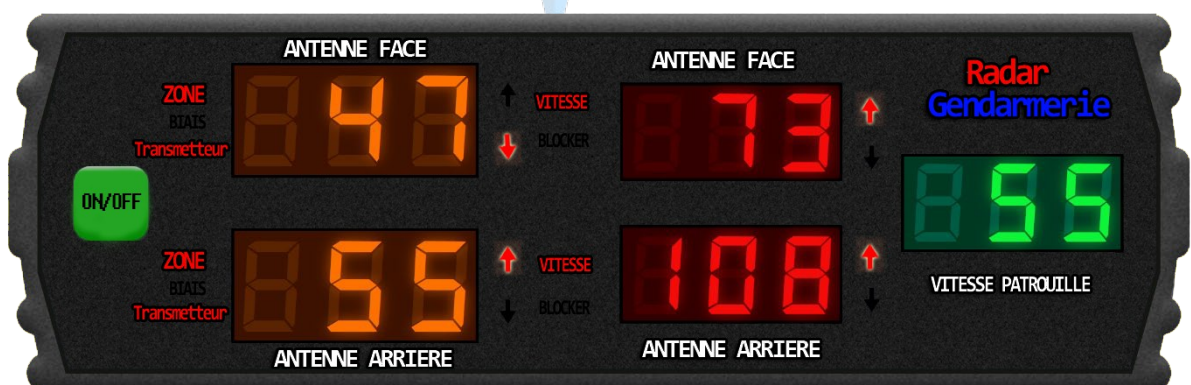 ANTENNE FACE
ANTENNE FACE
Radar
Gendarmerie
ZONE
BIAIS
Transmetteur
47
VITESSE
BLOCKER
73
ON/OFF
55
VITESSE PATROUILLE
ZONE
BIAIS
Transmetteur
55
VITESSE
BLOCKER
108
ANTENNE ARRIERE
ANTENNE ARRIERE